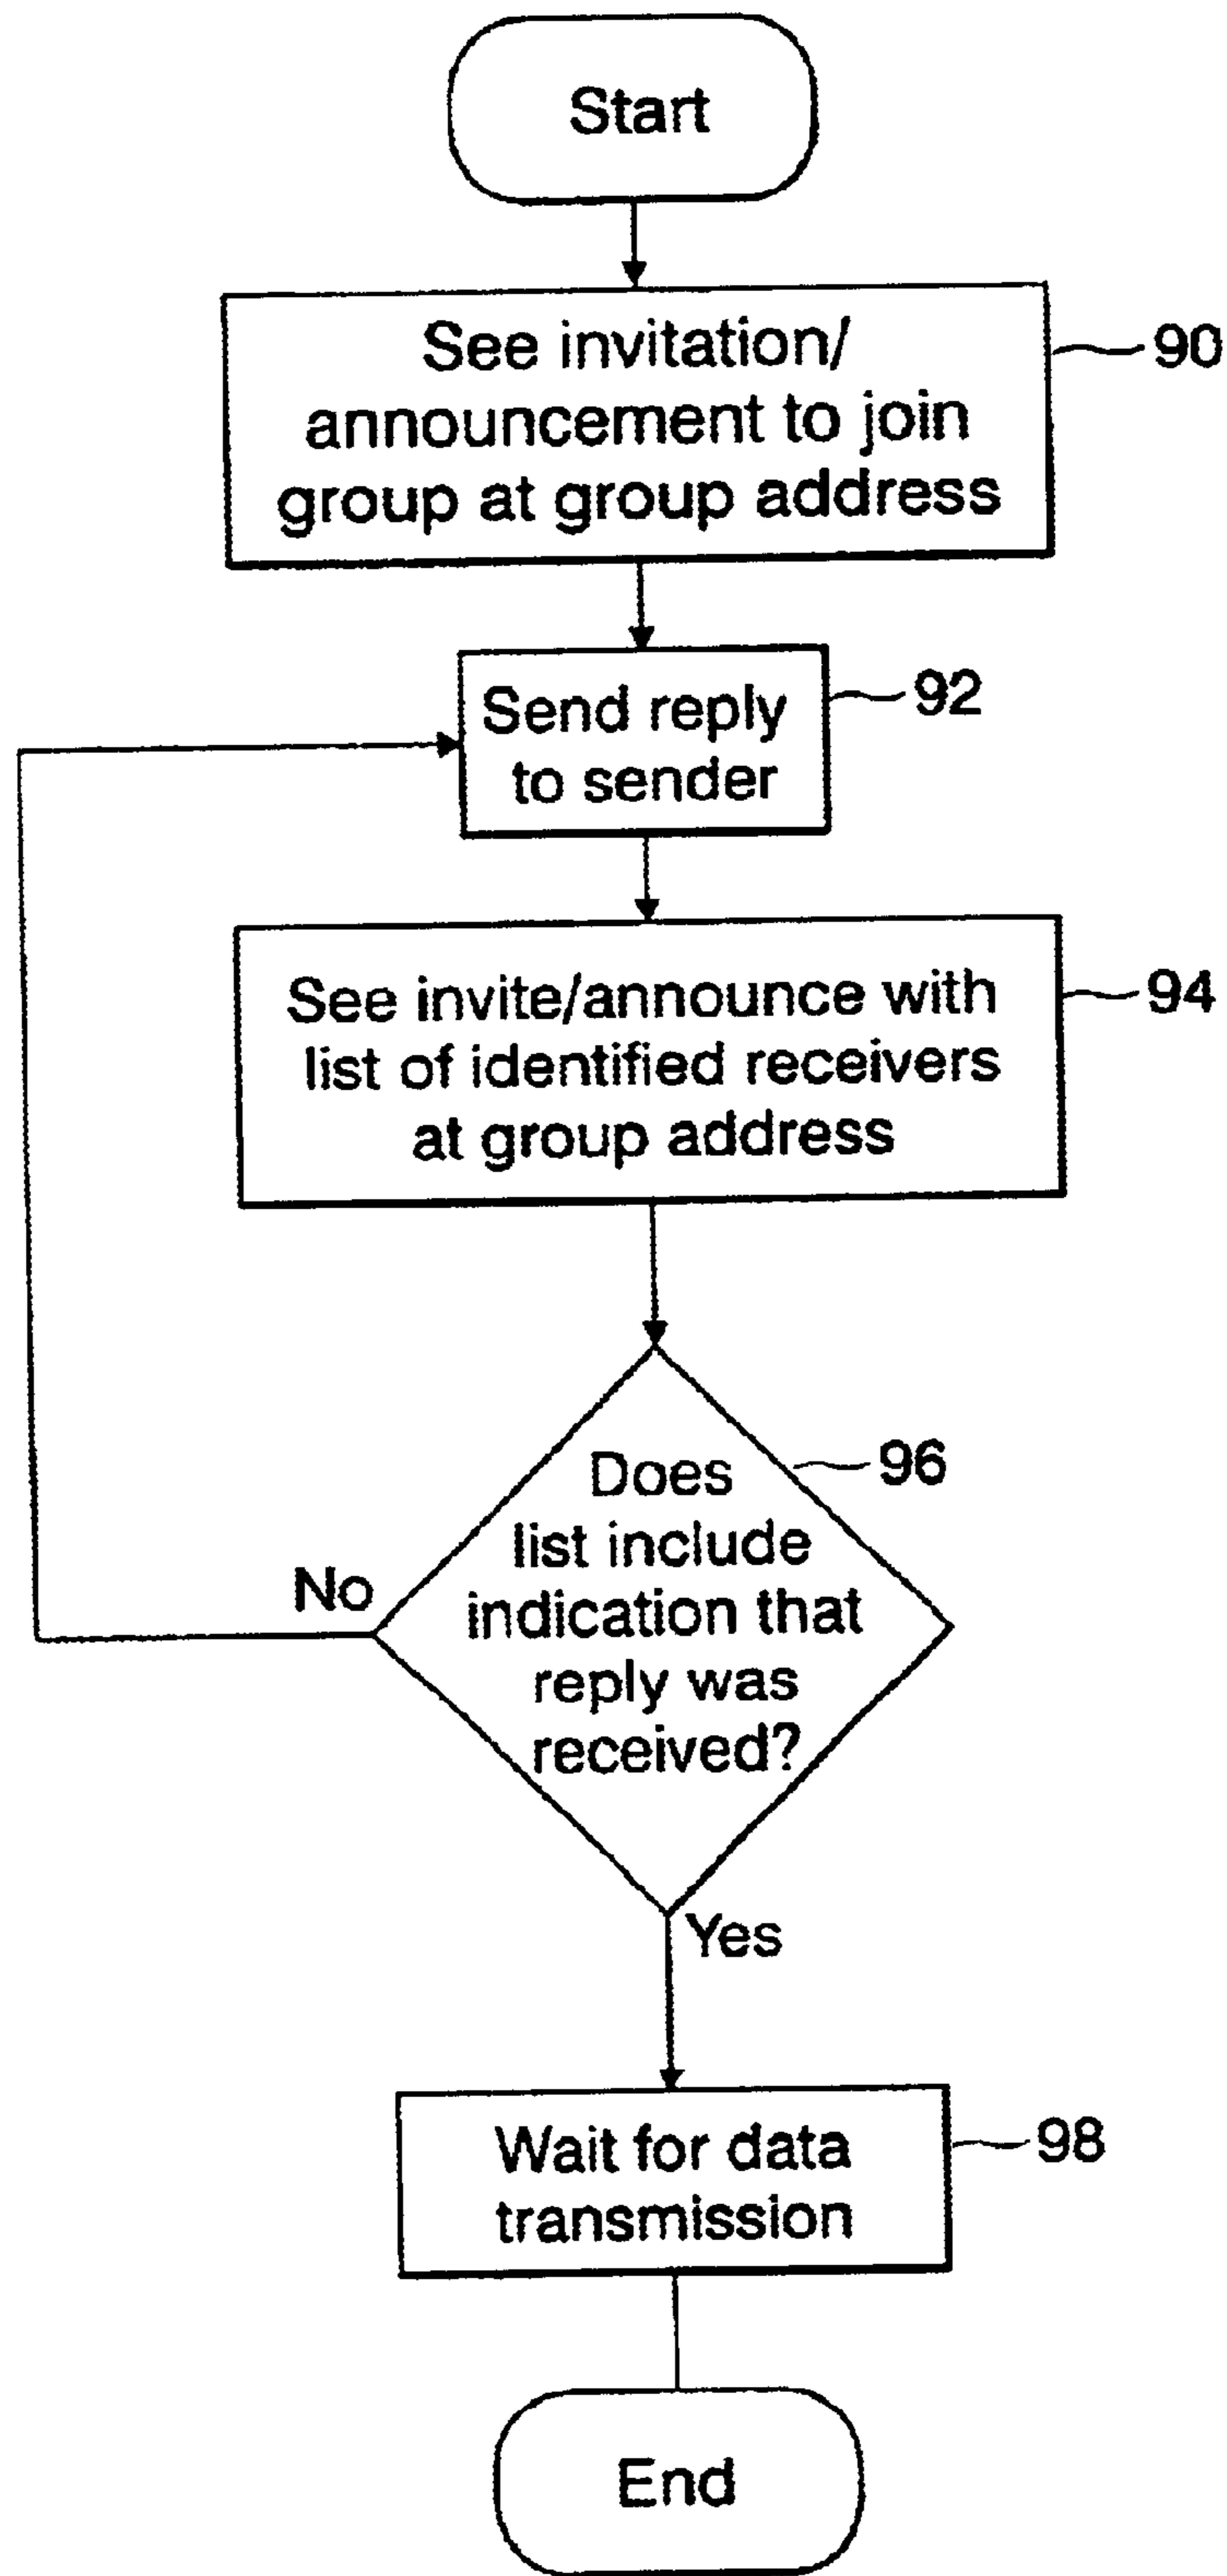 Start
See invitation/
announcement to join
group at group address
90
Send reply
to sender
92
See invite/announce with
list of identified receivers
at group address
94
Does
list include
indication that
reply was
received?
96
No
Yes
Wait for data
transmission
98
End